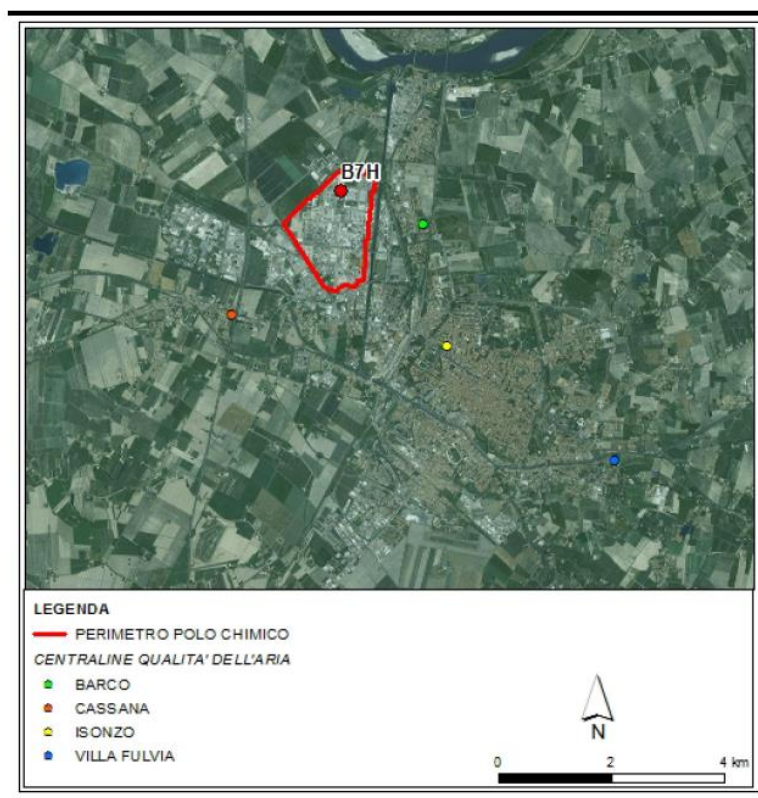 B7H
LEGENDA
PERIMETRO POLO CHIMICO
CENTRALINE QUALITA' DELL'ARIA
BARCO
CASSANA
ISONZO
VILLA FULVIA
N
0 2 4 km